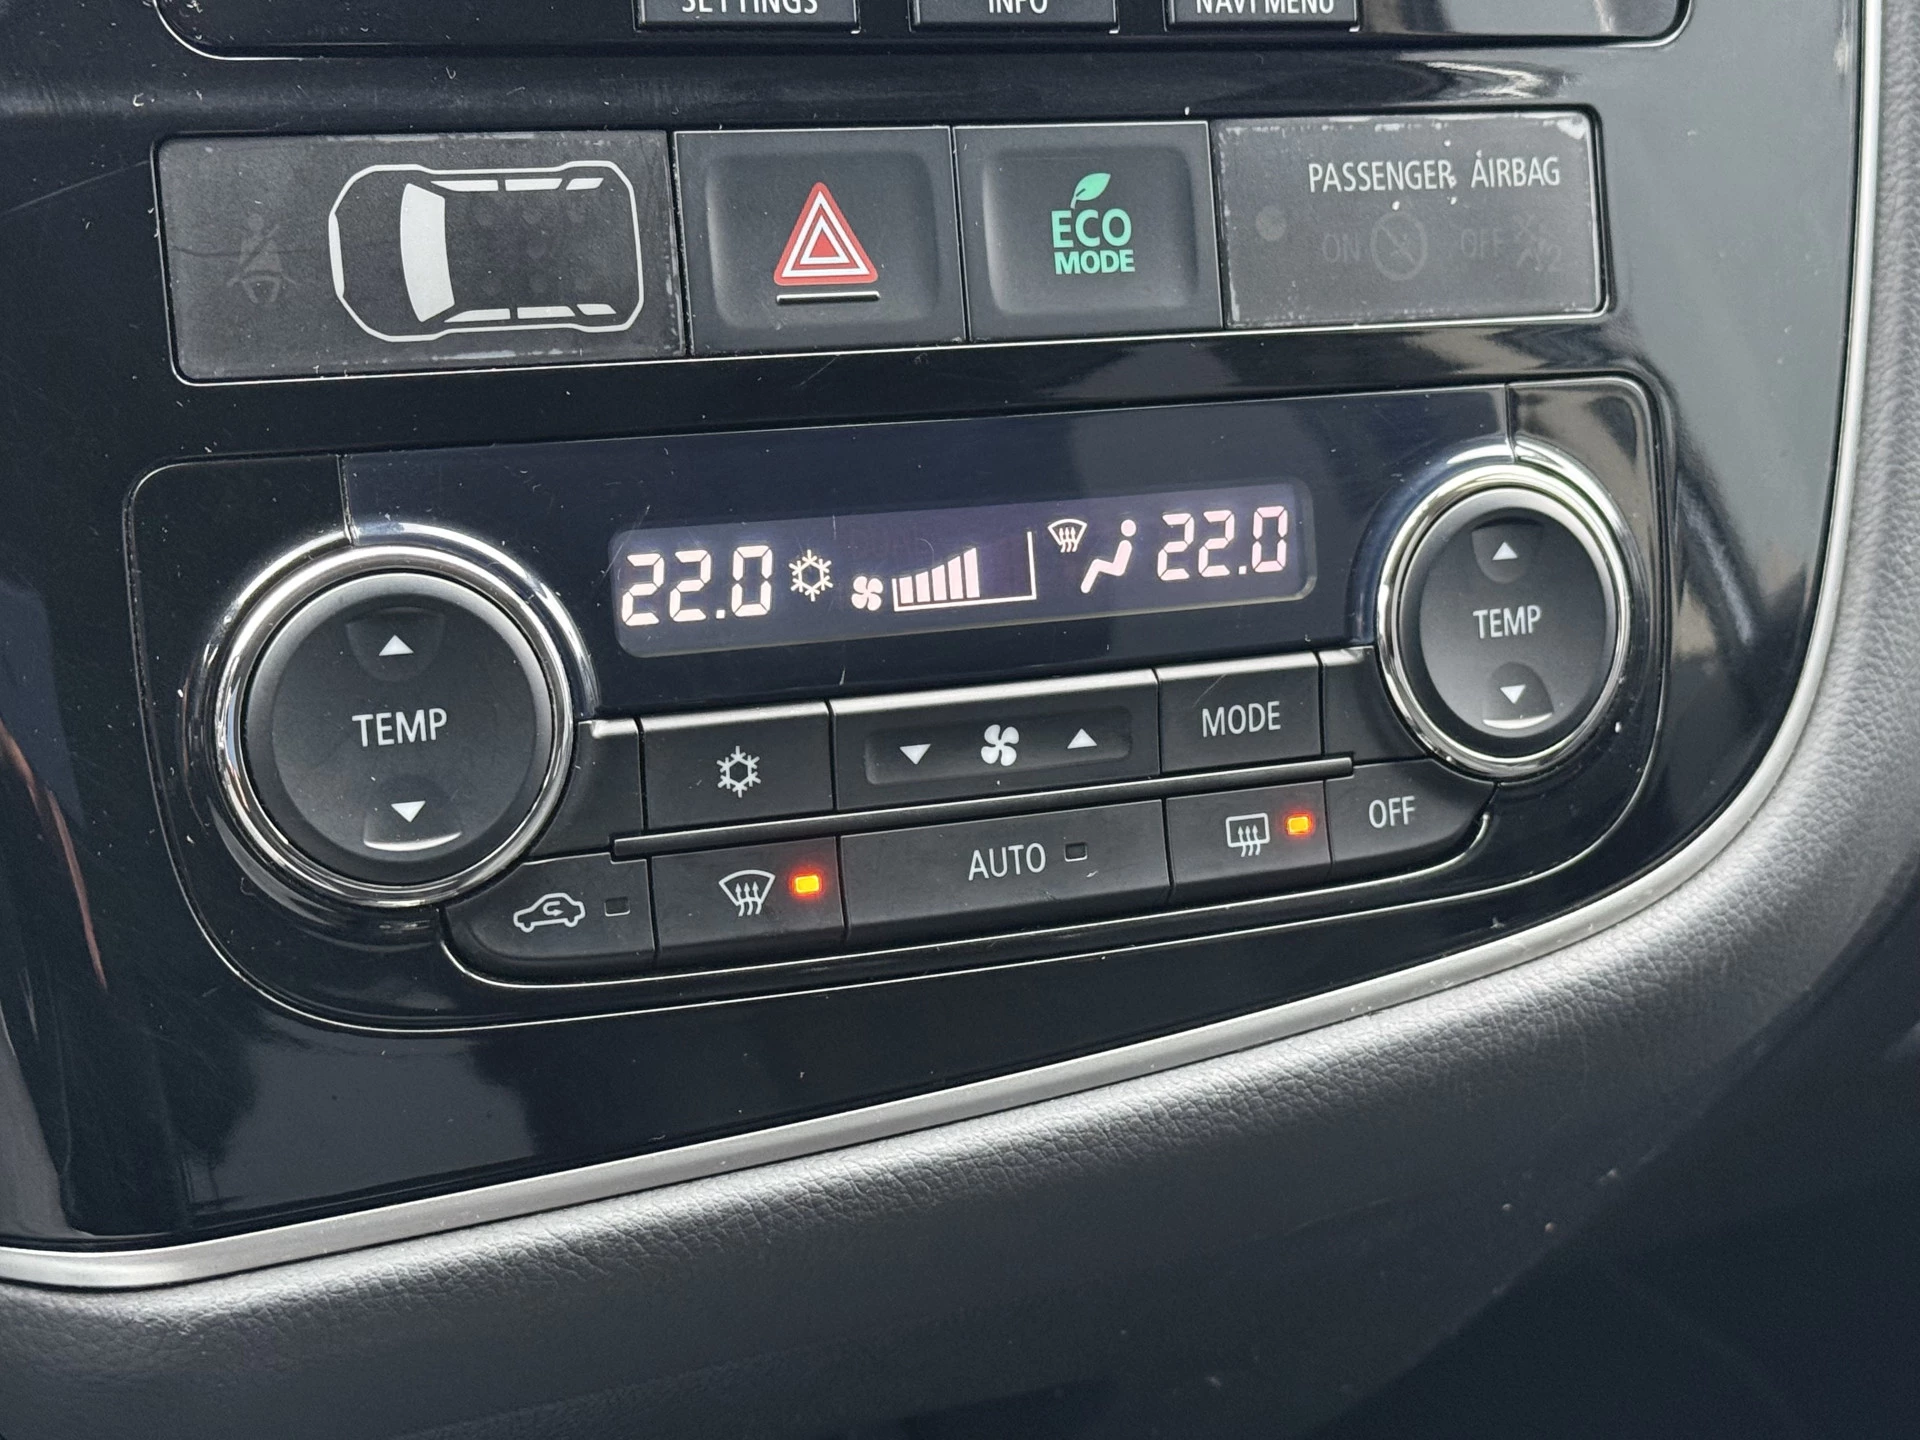 SETTINGS INFO NAVI MENU
PASSENGER AIRBAG
ECO
MODE
ON OFF
22.0 22.0
TEMP
TEMP
MODE
AUTO
OFF